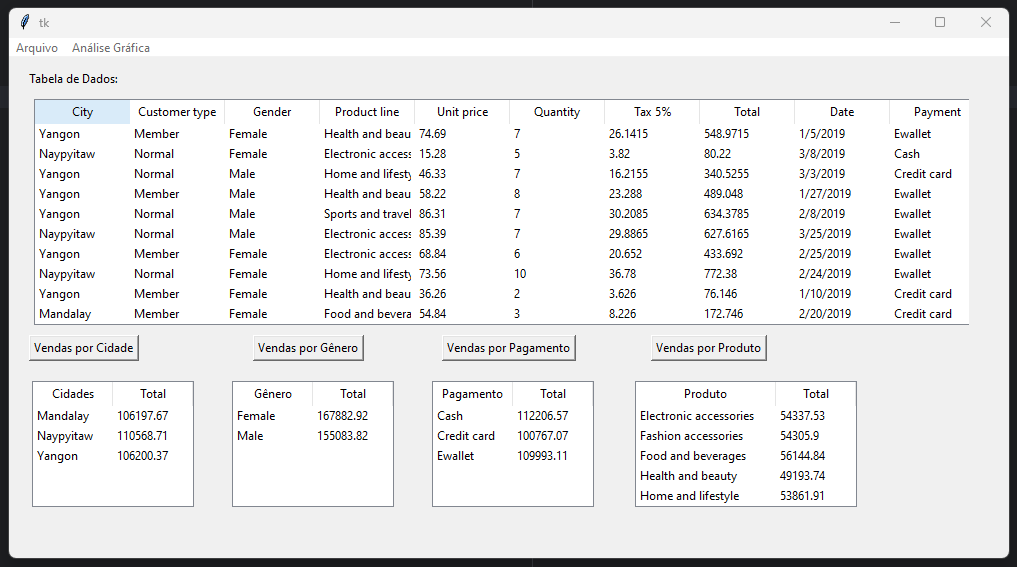 tk
Arquivo Análise Gráfica
Tabela de Dados:
City Customer type Gender Product line Unit price Quantity Tax 5% Total Date Payment
Yangon Member Female Health and beau 74.69 7 26.1415 548.9715 1/5/2019 Ewallet
Naypyitaw Normal Female Electronic access 15.28 5 3.82 80.22 3/8/2019 Cash
Yangon Normal Male Home and lifesty 46.33 7 16.2155 340.5255 3/3/2019 Credit card
Yangon Member Male Health and beau 58.22 8 23.288 489.048 1/27/2019 Ewallet
Yangon Normal Male Sports and travel 86.31 7 30.2085 634.3785 2/8/2019 Ewallet
Naypyitaw Normal Male Electronic access 85.39 7 29.8865 627.6165 3/25/2019 Ewallet
Yangon Member Female Electronic access 68.84 6 20.652 433.692 2/25/2019 Ewallet
Naypyitaw Normal Female Home and lifesty 73.56 10 36.78 772.38 2/24/2019 Ewallet
Yangon Member Female Health and beau 36.26 2 3.626 76.146 1/10/2019 Credit card
Mandalay Member Female Food and bevera 54.84 3 8.226 172.746 2/20/2019 Credit card
Vendas por Cidade Vendas por Gênero Vendas por Pagamento Vendas por Produto
Cidades Total Gênero Total Pagamento Total Produto Total
Mandalay 106197.67 Female 167882.92 Cash 112206.57 Electronic accessories 54337.53
Naypyitaw 110568.71 Male 155083.82 Credit card 100767.07 Fashion accessories 54305.9
Yangon 106200.37 Ewallet 109993.11 Food and beverages 56144.84
Health and beauty 49193.74
Home and lifestyle 53861.91